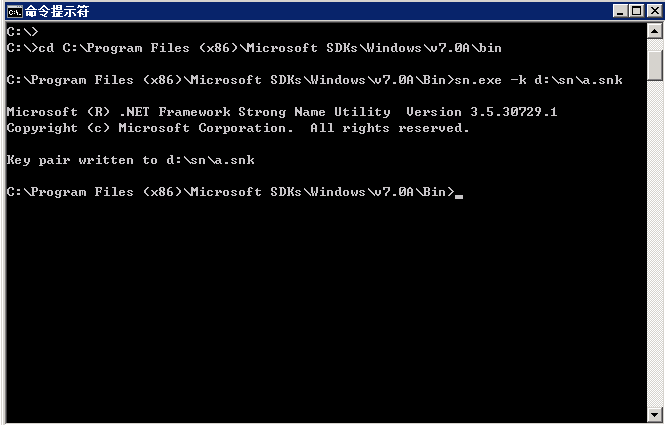 命令提示符
C:\>
C:\>cd C:\Program Files (x86)\Microsoft SDKs\Windows\v7.0A\bin
C:\Program Files (x86)\Microsoft SDKs\Windows\v7.0A\Bin>sn.exe -k d:\sn\a.snk
Microsoft (R) .NET Framework Strong Name Utility  Version 3.5.30729.1
Copyright (c) Microsoft Corporation.  All rights reserved.
Key pair written to d:\sn\a.snk
C:\Program Files (x86)\Microsoft SDKs\Windows\v7.0A\Bin>_